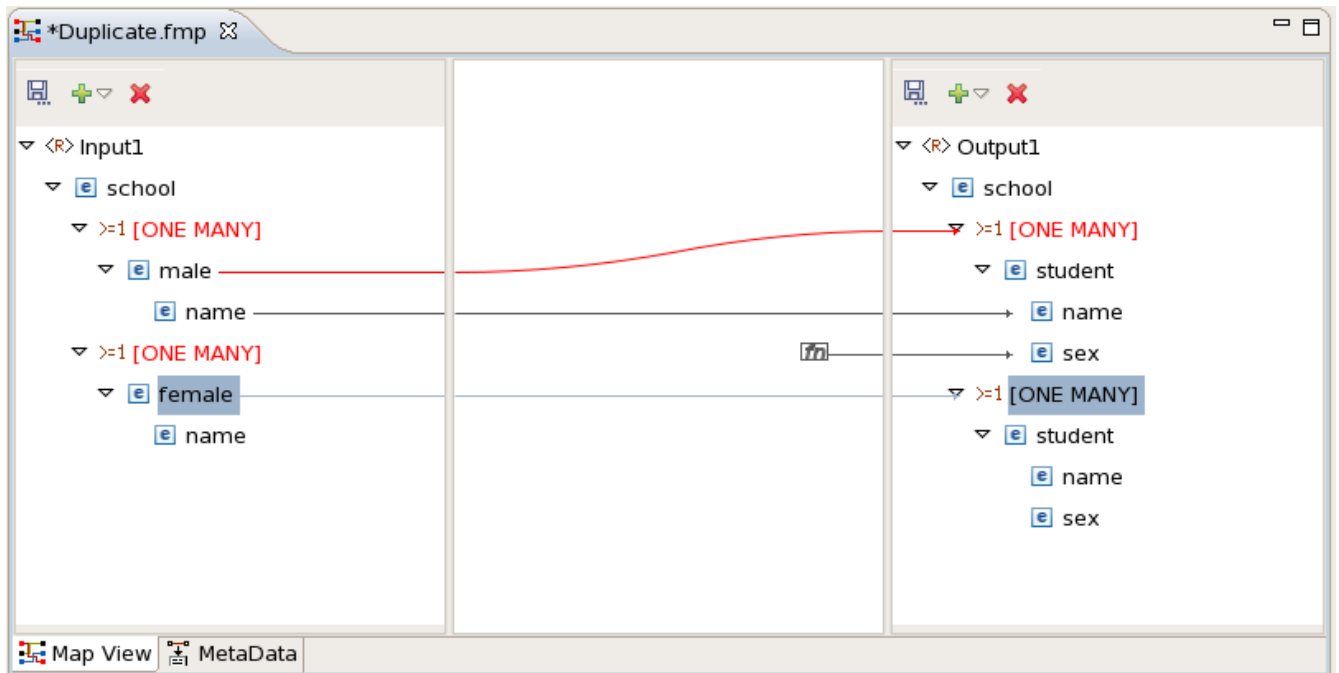 *Duplicate.fmp
<R> Input1
e school
>=1 [ONE MANY]
e male
e name
>=1 [ONE MANY]
e female
e name
fn
<R> Output1
e school
>=1 [ONE MANY]
e student
e name
e sex
>=1 [ONE MANY]
e student
e name
e sex
Map View MetaData